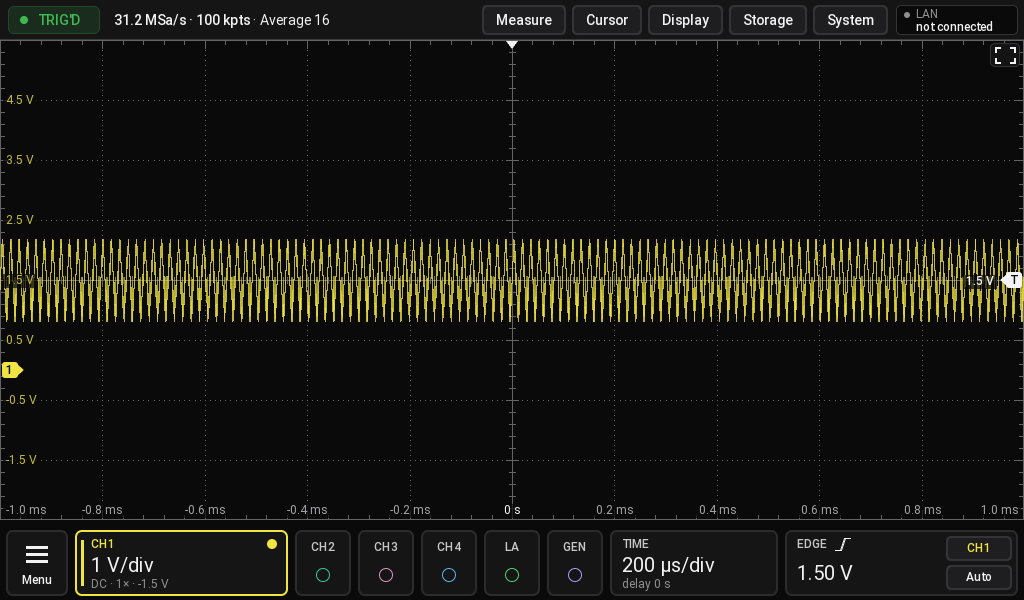 TRIG'D 31.2 MSa/s · 100 kpts · Average 16 Measure Cursor Display Storage System LAN
not connected
4.5 V
3.5 V
2.5 V
1.5 V 1.5 V T
0.5 V
1
-0.5 V
-1.5 V
-1.0 ms -0.8 ms -0.6 ms -0.4 ms -0.2 ms 0 s 0.2 ms 0.4 ms 0.6 ms 0.8 ms 1.0 ms
Menu
CH1
1 V/div
DC · 1× · -1.5 V
CH2 CH3 CH4 LA GEN
TIME
200 µs/div
delay 0 s
EDGE
1.50 V
CH1
Auto